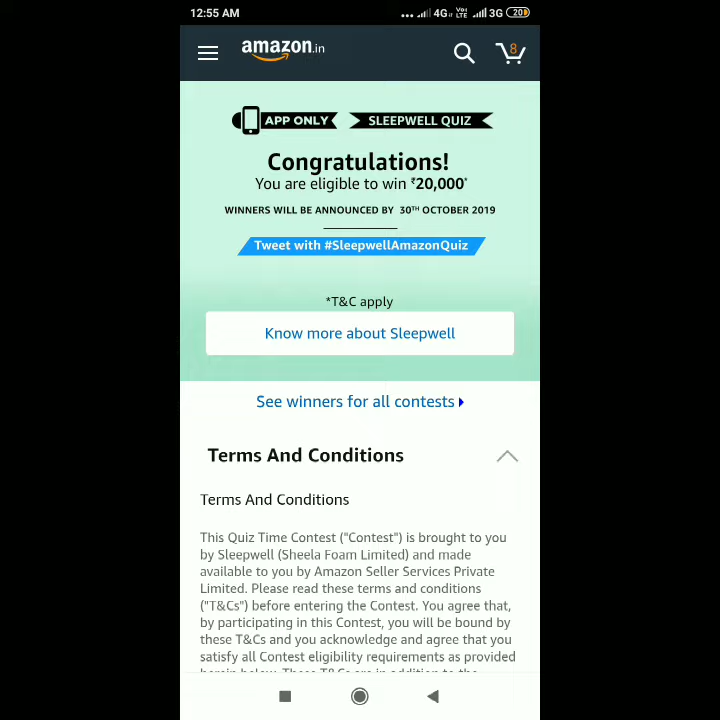 12:55 AM
4G
Vo
LTE
3G
20
amazon.in
8
APP ONLY
SLEEPWELL QUIZ
Congratulations!
You are eligible to win ₹20,000*
WINNERS WILL BE ANNOUNCED BY 30TH OCTOBER 2019
Tweet with #SleepwellAmazonQuiz
*T&C apply
Know more about Sleepwell
See winners for all contests
Terms And Conditions
Terms And Conditions
This Quiz Time Contest ("Contest") is brought to you
by Sleepwell (Sheela Foam Limited) and made
available to you by Amazon Seller Services Private
Limited. Please read these terms and conditions
("T&Cs") before entering the Contest. You agree that,
by participating in this Contest, you will be bound by
these T&Cs and you acknowledge and agree that you
satisfy all Contest eligibility requirements as provided